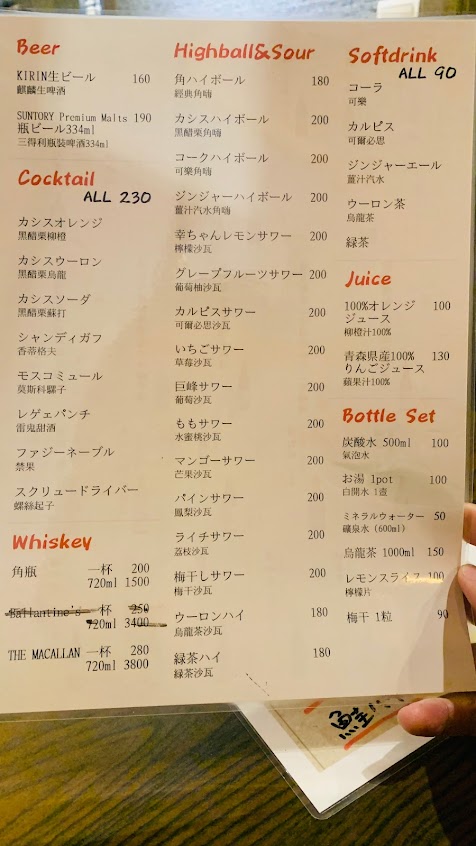 Beer
KIRIN生ビール 160
麒麟生啤酒
SUNTORY Premium Malts 190
瓶ビール334ml
三得利瓶裝啤酒334ml
Cocktail
ALL 230
カシスオレンジ
黑醋栗柳橙
カシスウーロン
黑醋栗烏龍
カシスソーダ
黑醋栗蘇打
シャンディガフ
香蒂格夫
モスコミュール
莫斯科騾子
レゲェパンチ
雷鬼甜酒
ファジーネーブル
禁果
スクリュードライバー
螺絲起子
Whiskey
角瓶 一杯 200
720ml 1500
Ballantine's 一杯 250
720ml 3400
THE MACALLAN 一杯 280
720ml 3800
Highball&Sour
角ハイボール 180
經典角嗨
カシスハイボール 200
黑醋栗角嗨
コークハイボール 200
可樂角嗨
ジンジャーハイボール 200
薑汁汽水角嗨
幸ちゃんレモンサワー 200
檸檬沙瓦
グレープフルーツサワー 200
葡萄柚沙瓦
カルピスサワー 200
可爾必思沙瓦
いちごサワー 200
草莓沙瓦
巨峰サワー 200
葡萄沙瓦
ももサワー 200
水蜜桃沙瓦
マンゴーサワー 200
芒果沙瓦
パインサワー 200
鳳梨沙瓦
ライチサワー 200
荔枝沙瓦
梅干しサワー 200
梅干沙瓦
ウーロンハイ 180
烏龍茶沙瓦
緑茶ハイ 180
緑茶沙瓦
Softdrink
ALL 90
コーラ
可樂
カルピス
可爾必思
ジンジャーエール
薑汁汽水
ウーロン茶
烏龍茶
緑茶
Juice
100%オレンジ 100
ジュース
柳橙汁100%
青森県産100% 130
りんごジュース
蘋果汁100%
Bottle Set
炭酸水 500ml 100
氣泡水
お湯 1pot 100
白開水 1壺
ミネラルウォーター 50
礦泉水 (600ml)
烏龍茶 1000ml 150
レモンスライス 100
檸檬片
梅干 1粒 90
鮭